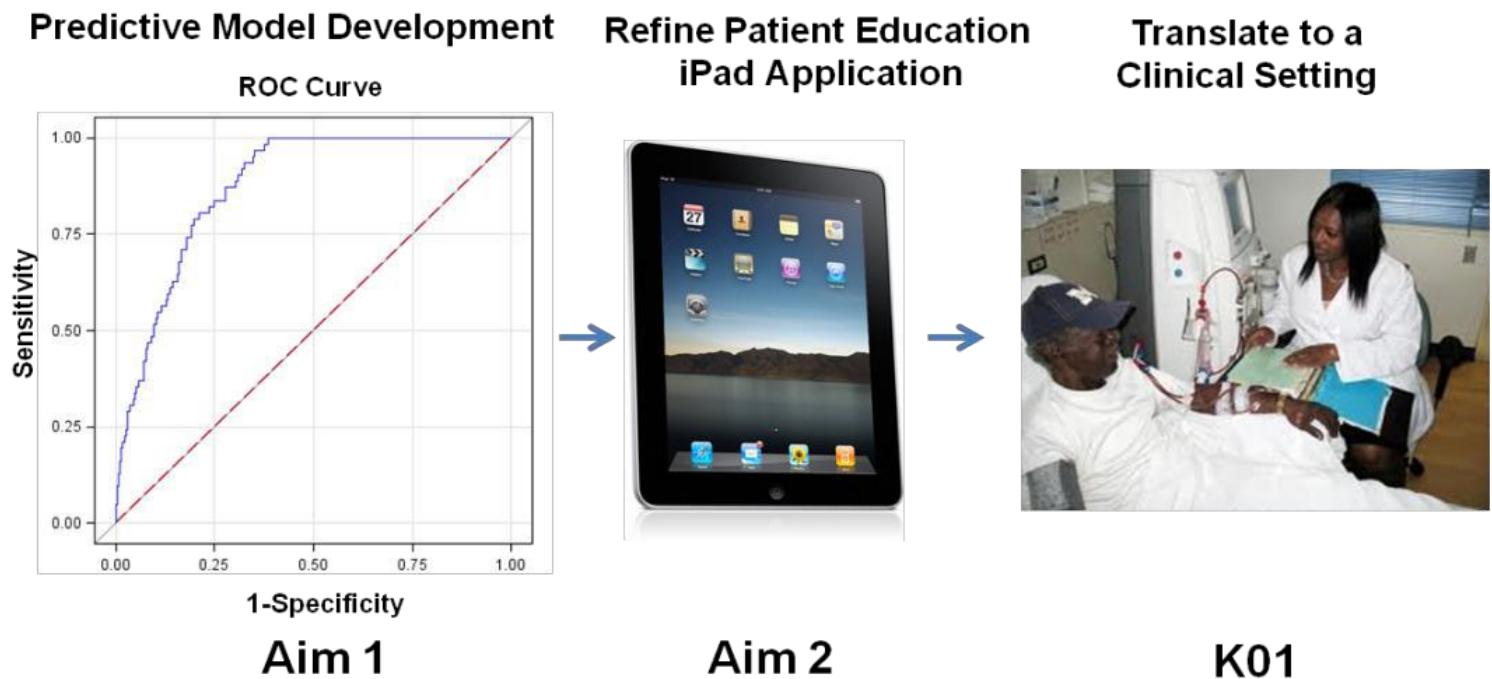 Predictive Model Development
ROC Curve
1.00
0.75
0.50
0.25
0.00
Sensitivity
0.00 0.25 0.50 0.75 1.00
1-Specificity
Aim 1
Refine Patient Education
iPad Application
27
Aim 2
Translate to a
Clinical Setting
K01